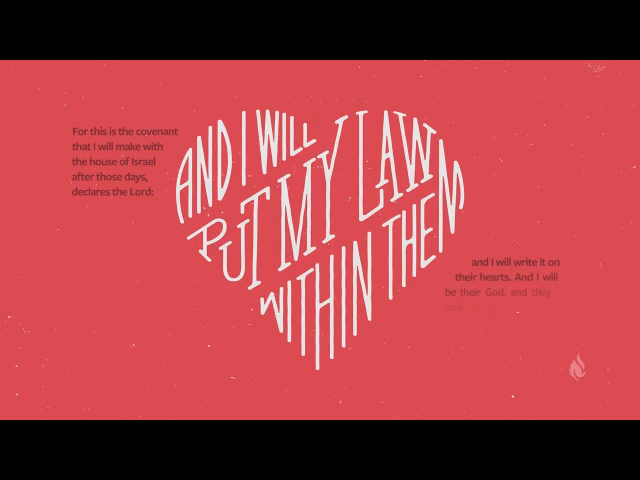 For this is the covenant
that I will make with
the house of Israel
after those days,
declares the Lord:
AND I WILL
PUT MY LAW
WITHIN THEM
and I will write it on
their hearts. And I will
be their God, and they